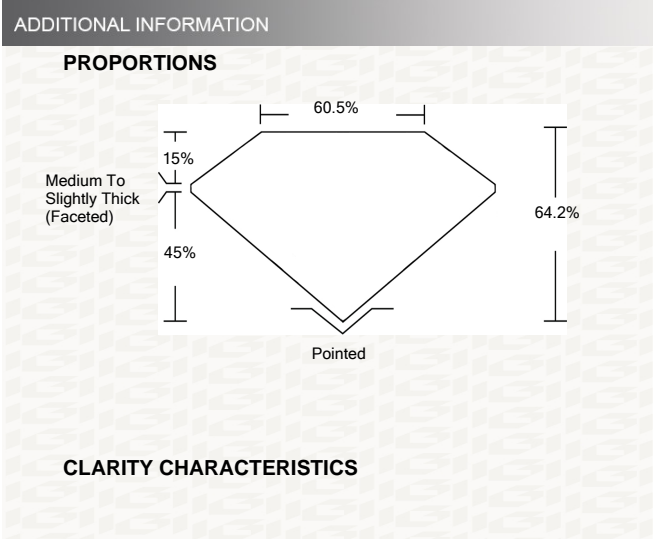 ADDITIONAL INFORMATION
PROPORTIONS
60.5%
15%
Medium To
Slightly Thick
(Faceted)
64.2%
45%
Pointed
CLARITY CHARACTERISTICS